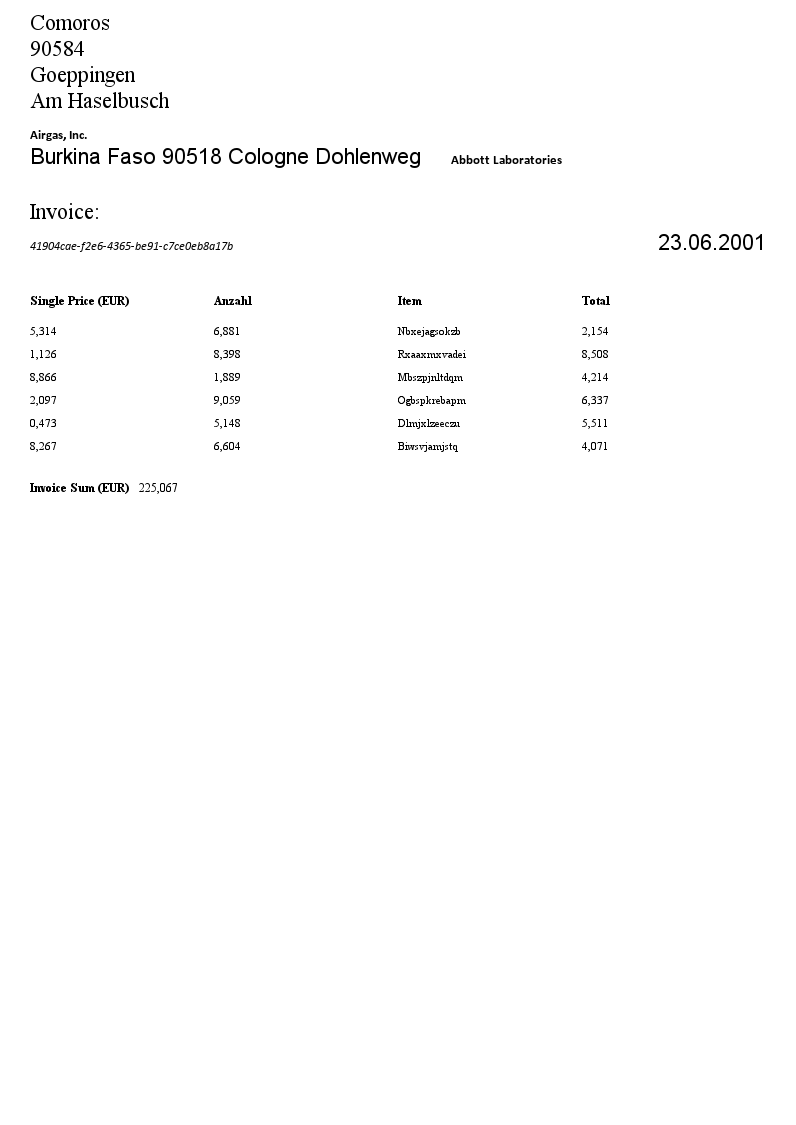 Comoros
90584
Goeppingen
Am Haselbusch
Airgas, Inc.
Burkina Faso 90518 Cologne Dohlenweg Abbott Laboratories
Invoice:
41904cae-f2e6-4365-be91-c7ce0eb8a17b 23.06.2001
Single Price (EUR) Anzahl Item Total
5,314 6,881 Nbxejagsokzb 2,154
1,126 8,398 Rxaaxmxvadei 8,508
8,866 1,889 Mbszpjnltdqm 4,214
2,097 9,059 Ogbspkrebapm 6,337
0,473 5,148 Dlmjxlzeeczu 5,511
8,267 6,604 Biwsvjamjstq 4,071
Invoice Sum (EUR) 225,067